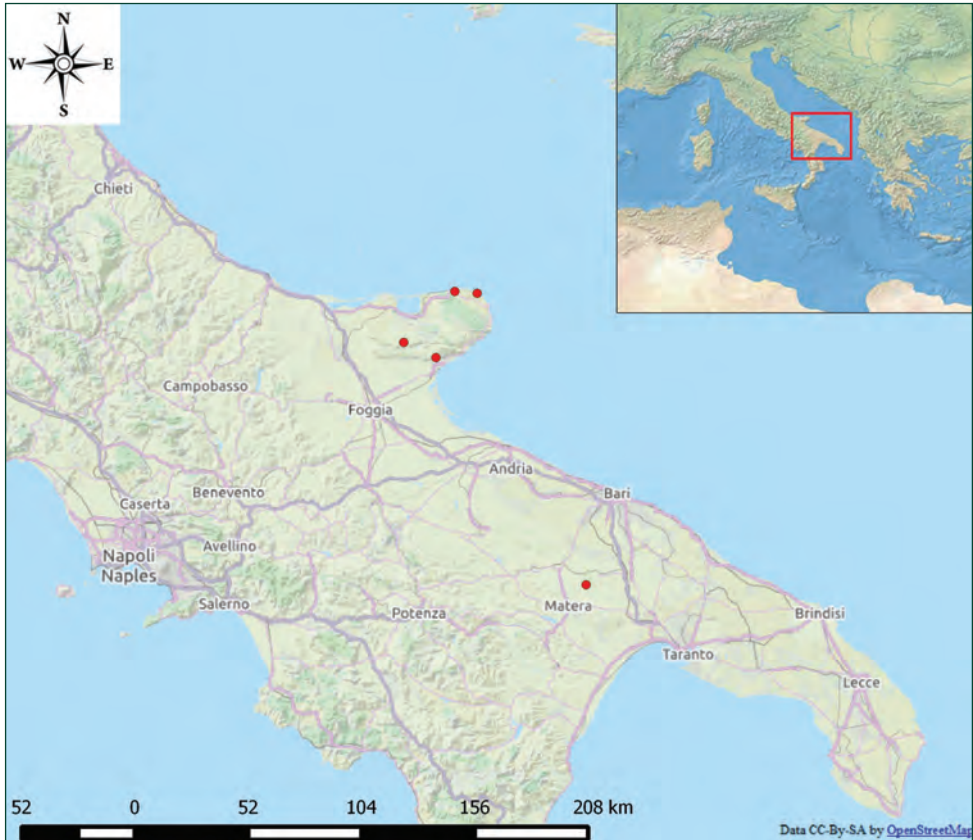 N
W E
S
Chieti
Campobasso
Foggia
Andria
Benevento
Bari
Caserta
Avellino
Napoli
Naples
Salerno
Potenza
Matera
Brindisi
Taranto
Lecce
52 0 52 104 156 208 km
Data CC-By-SA by OpenStreetMap